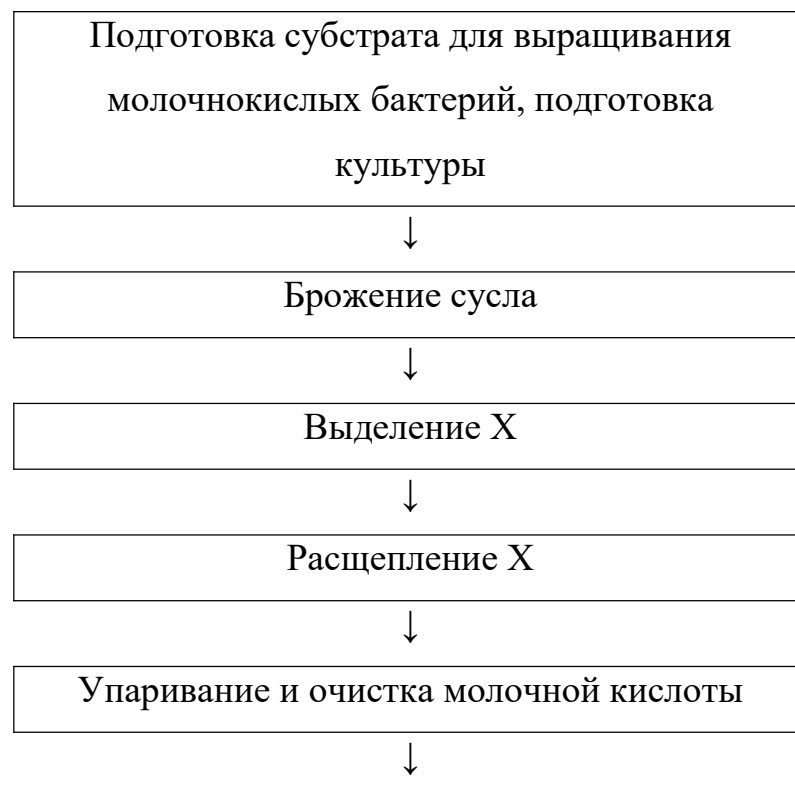 Подготовка субстрата для выращивания
молочнокислых бактерий, подготовка
культуры
↓
Брожение сусла
↓
Выделение X
↓
Расщепление X
↓
Упаривание и очистка молочной кислоты
↓